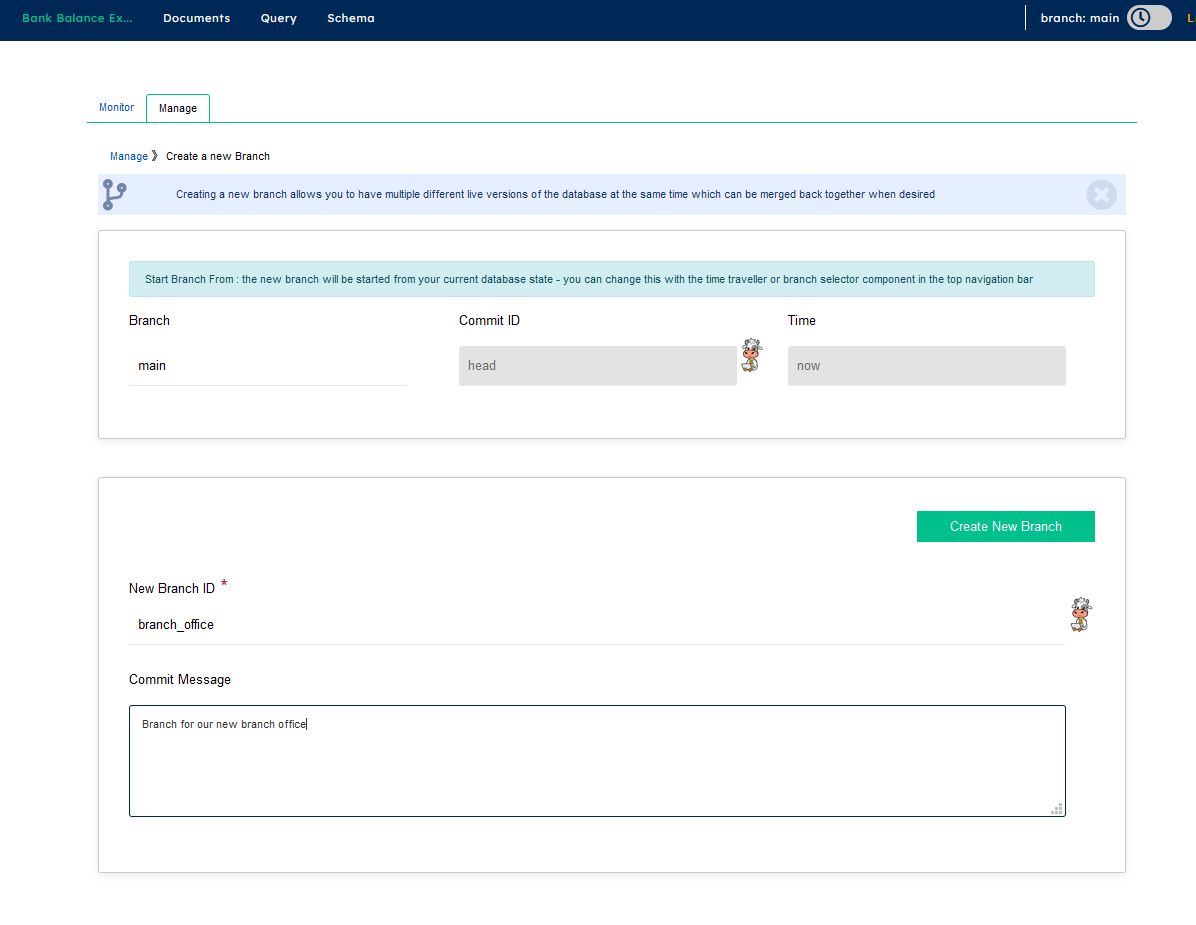 Bank Balance Ex... Documents Query Schema branch: main
Monitor Manage
Manage 》 Create a new Branch
Creating a new branch allows you to have multiple different live versions of the database at the same time which can be merged back together when desired
Start Branch From : the new branch will be started from your current database state - you can change this with the time traveller or branch selector component in the top navigation bar
Branch Commit ID Time
main head now
Create New Branch
New Branch ID *
branch_office
Commit Message
Branch for our new branch office